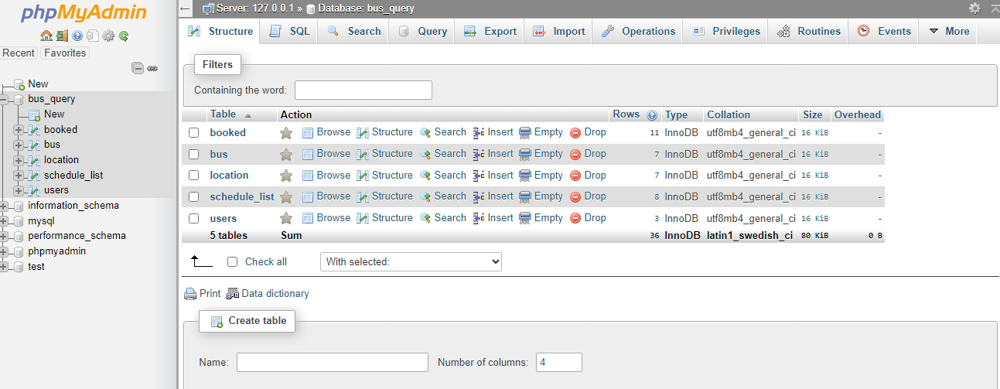 phpMyAdmin
Recent Favorites
New
bus_query
New
booked
bus
location
schedule_list
users
information_schema
mysql
performance_schema
phpmyadmin
test
Server: 127.0.0.1 » Database: bus_query
Structure SQL Search Query Export Import Operations Privileges Routines Events More
Filters
Containing the word:
Table Action Rows Type Collation Size Overhead
booked Browse Structure Search Insert Empty Drop 11 InnoDB utf8mb4_general_ci 16 KiB -
bus Browse Structure Search Insert Empty Drop 7 InnoDB utf8mb4_general_ci 16 KiB -
location Browse Structure Search Insert Empty Drop 7 InnoDB utf8mb4_general_ci 16 KiB -
schedule_list Browse Structure Search Insert Empty Drop 8 InnoDB utf8mb4_general_ci 16 KiB -
users Browse Structure Search Insert Empty Drop 3 InnoDB utf8mb4_general_ci 16 KiB -
5 tables Sum 36 InnoDB latin1_swedish_ci 80 KiB 0 B
Check all With selected:
Print Data dictionary
Create table
Name: Number of columns: 4